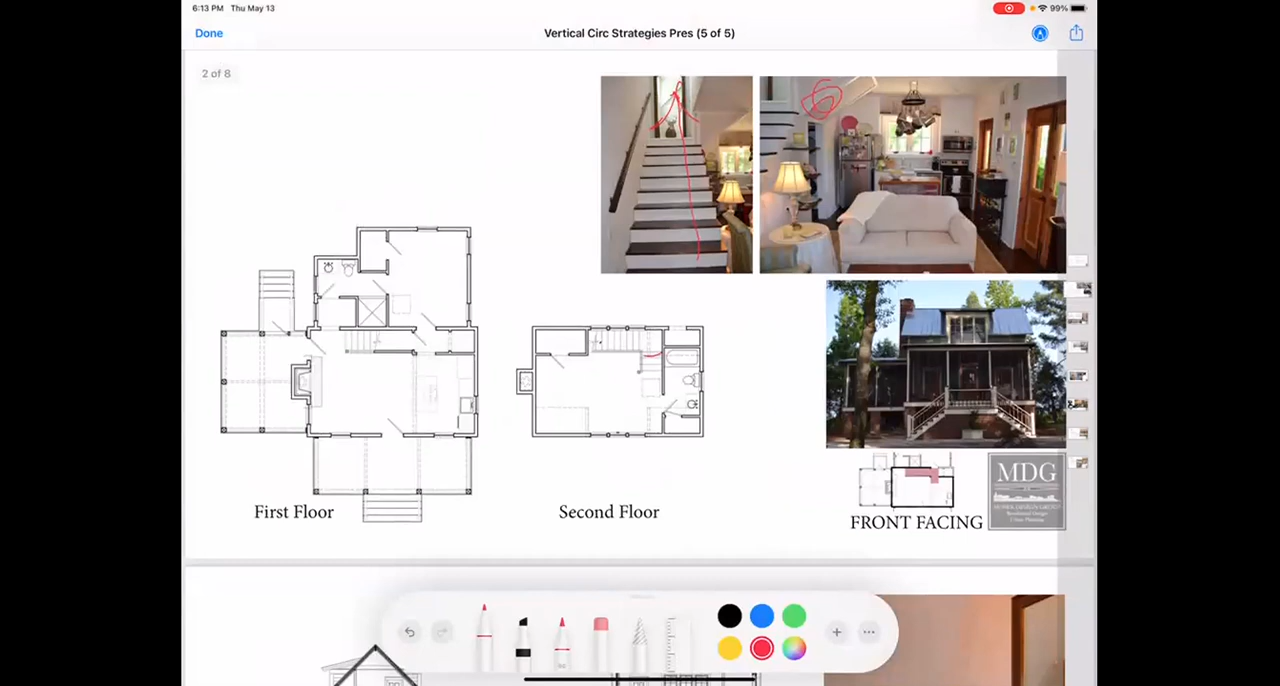 6:13 PM Thu May 13
99%
Done
Vertical Circ Strategies Pres (5 of 5)
2 of 8
First Floor
Second Floor
FRONT FACING
MDG